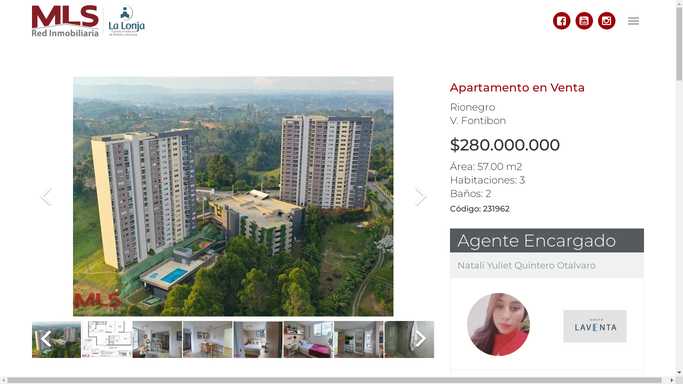 MLS
Red Inmobiliaria
La Lonja
Apartamento en Venta
Rionegro
V. Fontibon
$280.000.000
Área: 57.00 m2
Habitaciones: 3
Baños: 2
Código: 231962
Agente Encargado
Natali Yuliet Quintero Otalvaro
MLS
LAVENTA